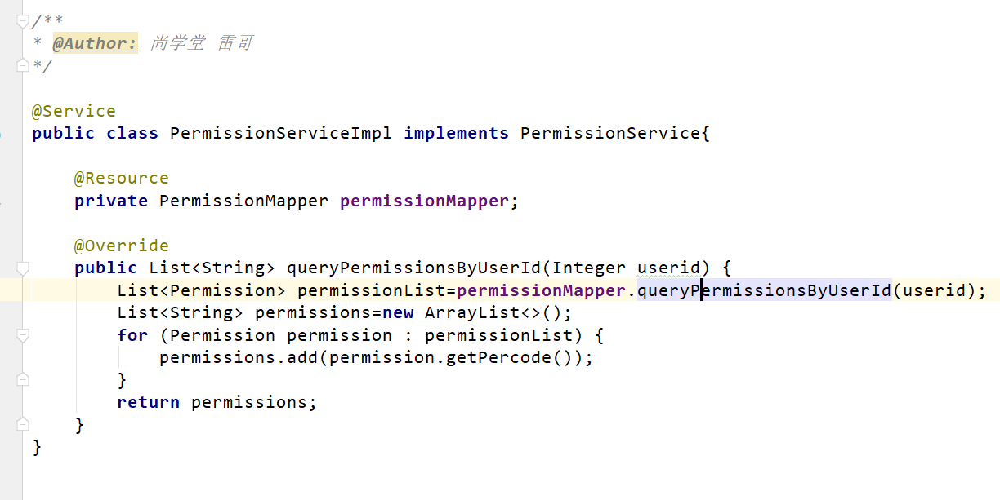 /**
* @Author: 尚学堂 雷哥
*/
@Service
public class PermissionServiceImpl implements PermissionService{
@Resource
private PermissionMapper permissionMapper;
@Override
public List<String> queryPermissionsByUserId(Integer userid) {
List<Permission> permissionList=permissionMapper.queryPermissionsByUserId(userid);
List<String> permissions=new ArrayList<>();
for (Permission permission : permissionList) {
permissions.add(permission.getPercode());
}
return permissions;
}
}